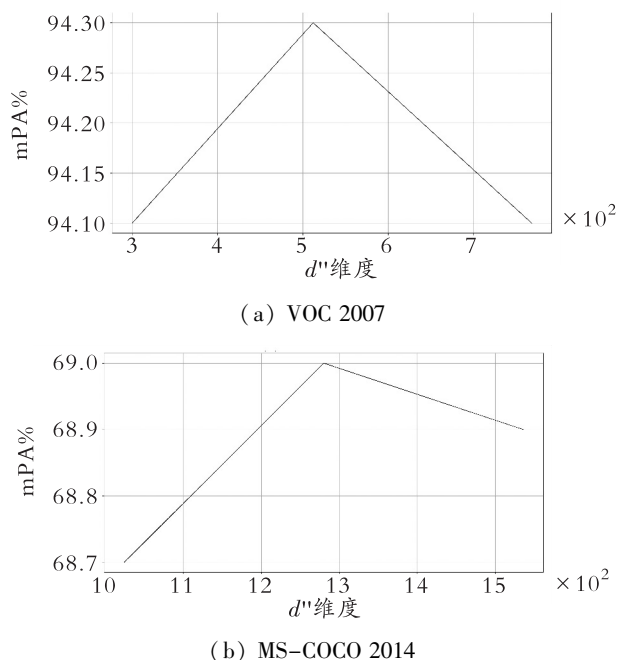 94.30
94.25
94.20
94.15
94.10
mPA%
3 4 5 6 7
×10²
d''维度
(a) VOC 2007
69.0
68.9
68.8
68.7
mPA%
10 11 12 13 14 15
×10²
d''维度
(b) MS-COCO 2014